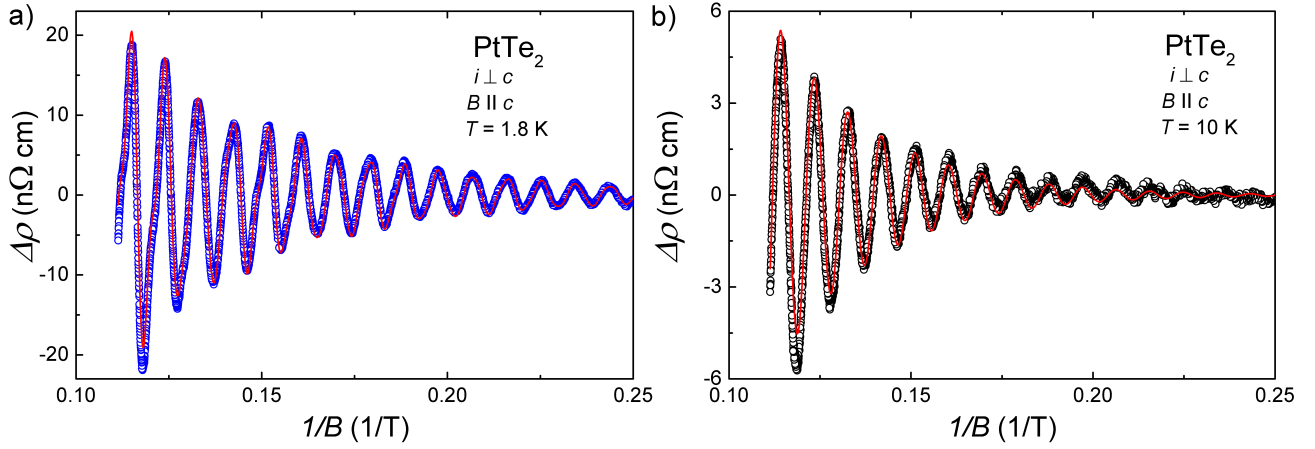 a)
PtTe₂
i ⊥ c
B ǁ c
T = 1.8 K
Δρ (nΩ cm)
20
10
0
-10
-20
0.10
0.15
0.20
0.25
1/B (1/T)
b)
PtTe₂
i ⊥ c
B ǁ c
T = 10 K
Δρ (nΩ cm)
6
3
0
-3
-6
0.10
0.15
0.20
0.25
1/B (1/T)